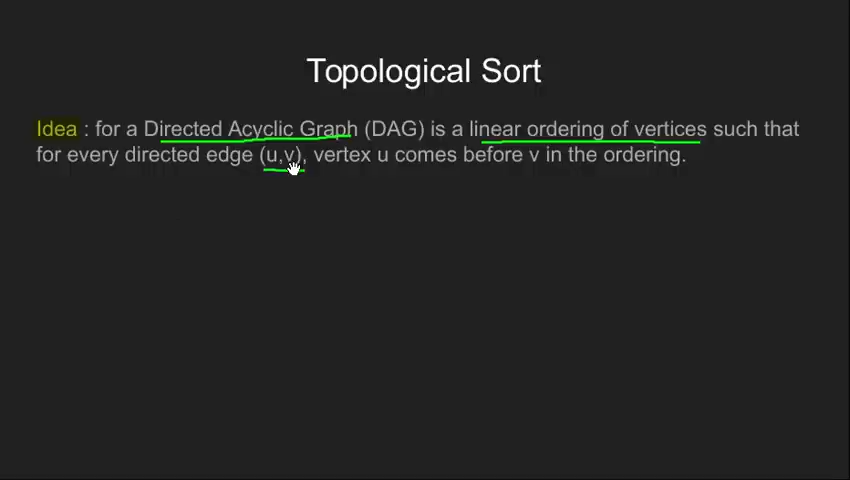 Topological Sort
Idea : for a Directed Acyclic Graph (DAG) is a linear ordering of vertices such that
for every directed edge (u,v), vertex u comes before v in the ordering.